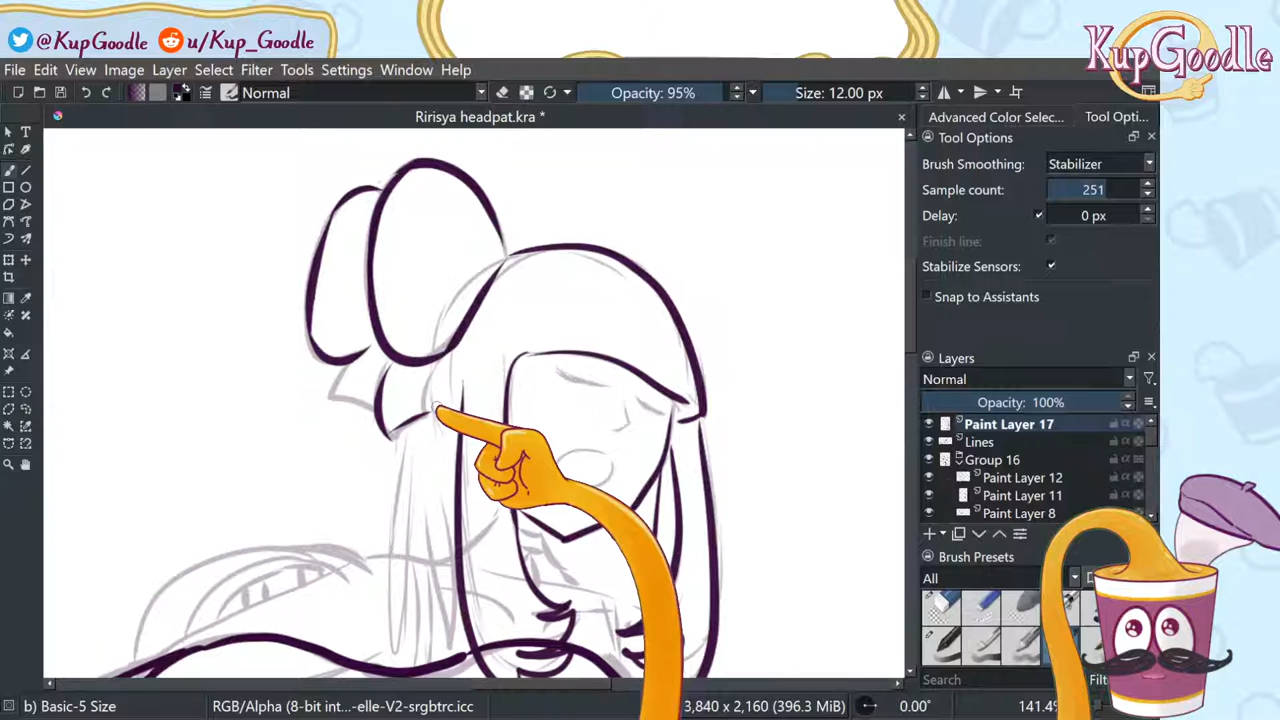 @KupGoodle u/Kup_Goodle
KupGoodle
File Edit View Image Layer Select Filter Tools Settings Window Help
Normal Opacity: 95% Size: 12.00 px
Ririsya headpat.kra *
Advanced Color Selec... Tool Opti...
Tool Options
Brush Smoothing: Stabilizer
Sample count: 251
Delay: 0 px
Finish line:
Stabilize Sensors:
Snap to Assistants
Layers
Normal
Opacity: 100%
Paint Layer 17
Lines
Group 16
Paint Layer 12
Paint Layer 11
Paint Layer 8
Brush Presets
All
Search
b) Basic-5 Size RGB/Alpha (8-bit int...-elle-V2-srgbtrc.icc 3,840 x 2,160 (396.3 MiB) 0.00° 141.4%